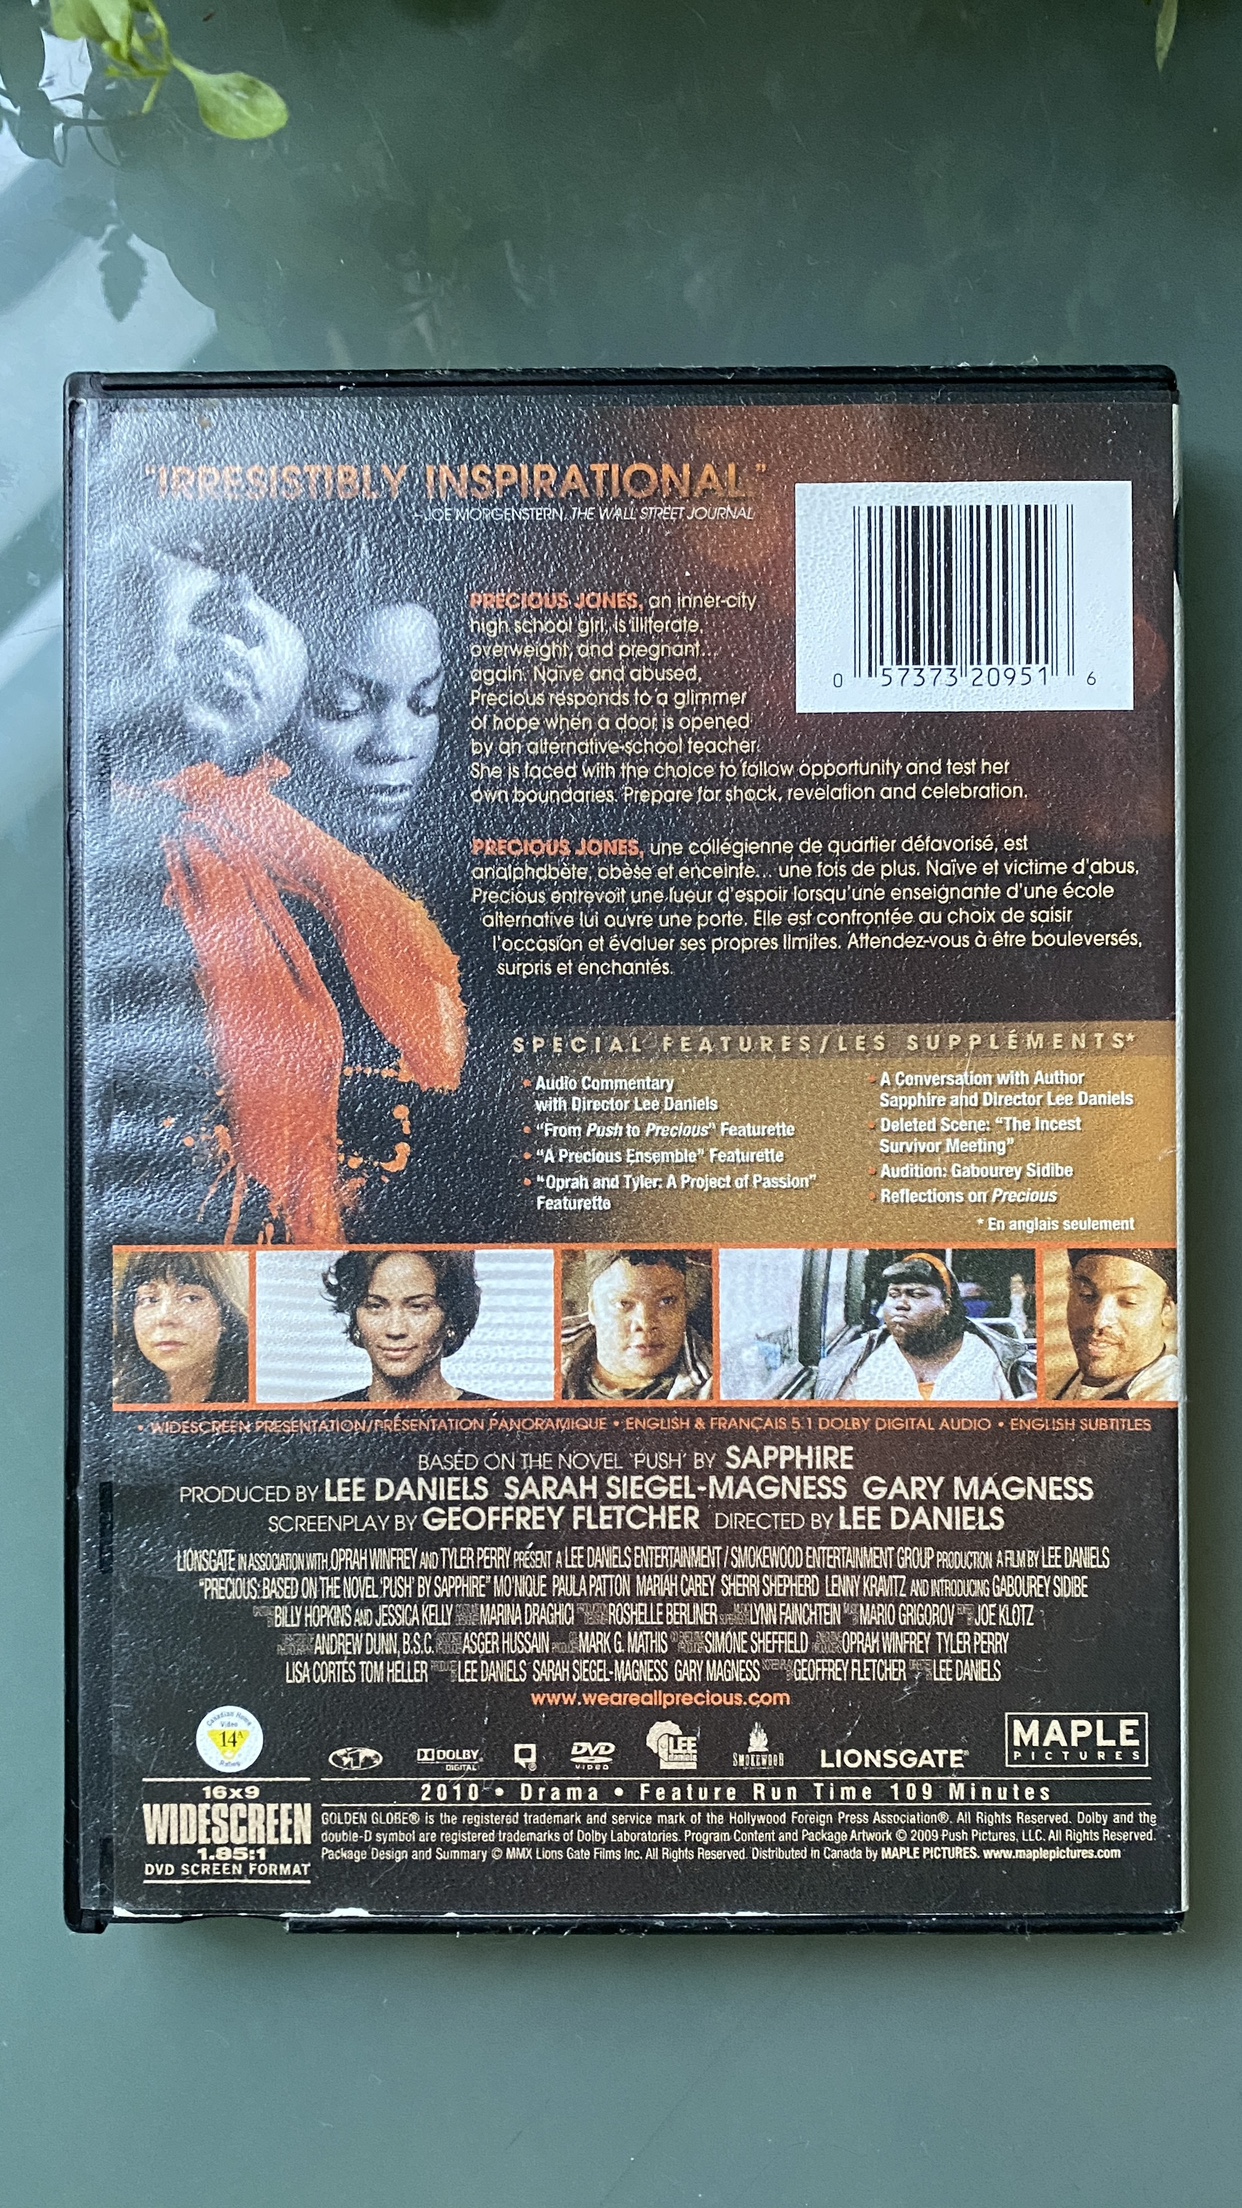 "IRRESISTIBLY INSPIRATIONAL"
– JOE MORGENSTERN, THE WALL STREET JOURNAL
0 57373 20951 6
PRECIOUS JONES, an inner-city
high school girl, is illiterate,
overweight, and pregnant...
again. Naïve and abused,
Precious responds to a glimmer
of hope when a door is opened
by an alternative-school teacher.
She is faced with the choice to follow opportunity and test her
own boundaries. Prepare for shock, revelation and celebration.
PRECIOUS JONES, une collégienne de quartier défavorisé, est
analphabète, obèse et enceinte... une fois de plus. Naïve et victime d'abus,
Precious entrevoit une lueur d'espoir lorsqu'une enseignante d'une école
alternative lui ouvre une porte. Elle est confrontée au choix de saisir
l'occasion et évaluer ses propres limites. Attendez-vous à être bouleversés,
surpris et enchantés.
SPECIAL FEATURES/LES SUPPLÉMENTS*
• Audio Commentary
with Director Lee Daniels
• "From Push to Precious" Featurette
• "A Precious Ensemble" Featurette
• "Oprah and Tyler: A Project of Passion"
Featurette
• A Conversation with Author
Sapphire and Director Lee Daniels
• Deleted Scene: "The Incest
Survivor Meeting"
• Audition: Gabourey Sidibe
• Reflections on Precious
* En anglais seulement
• WIDESCREEN PRESENTATION/PRÉSENTATION PANORAMIQUE • ENGLISH & FRANÇAIS 5.1 DOLBY DIGITAL AUDIO • ENGLISH SUBTITLES
BASED ON THE NOVEL 'PUSH' BY SAPPHIRE
PRODUCED BY LEE DANIELS SARAH SIEGEL-MAGNESS GARY MAGNESS
SCREENPLAY BY GEOFFREY FLETCHER DIRECTED BY LEE DANIELS
LIONSGATE IN ASSOCIATION WITH OPRAH WINFREY AND TYLER PERRY PRESENT A LEE DANIELS ENTERTAINMENT / SMOKEWOOD ENTERTAINMENT GROUP PRODUCTION A FILM BY LEE DANIELS
"PRECIOUS: BASED ON THE NOVEL 'PUSH' BY SAPPHIRE" MO'NIQUE PAULA PATTON MARIAH CAREY SHERRI SHEPHERD LENNY KRAVITZ AND INTRODUCING GABOUREY SIDIBE
BILLY HOPKINS AND JESSICA KELLY MARINA DRAGHICI ROSHELLE BERLINER LYNN FAINCHTEIN MARIO GRIGOROV JOE KLOTZ
ANDREW DUNN, B.S.C. ASGER HUSSAIN MARK G. MATHIS SIMONE SHEFFIELD OPRAH WINFREY TYLER PERRY
LISA CORTÉS TOM HELLER LEE DANIELS SARAH SIEGEL-MAGNESS GARY MAGNESS GEOFFREY FLETCHER LEE DANIELS
www.weareallprecious.com
Canadian Home Video 14A Rating
DOLBY DIGITAL
DVD VIDEO
LEE daniels
SMOKEWOOD
LIONSGATE
MAPLE PICTURES
16x9
WIDESCREEN
1.85:1
DVD SCREEN FORMAT
2010 • Drama • Feature Run Time 109 Minutes
GOLDEN GLOBE® is the registered trademark and service mark of the Hollywood Foreign Press Association®. All Rights Reserved. Dolby and the
double-D symbol are registered trademarks of Dolby Laboratories. Program Content and Package Artwork © 2009 Push Pictures, LLC. All Rights Reserved.
Package Design and Summary © MMX Lions Gate Films Inc. All Rights Reserved. Distributed in Canada by MAPLE PICTURES. www.maplepictures.com